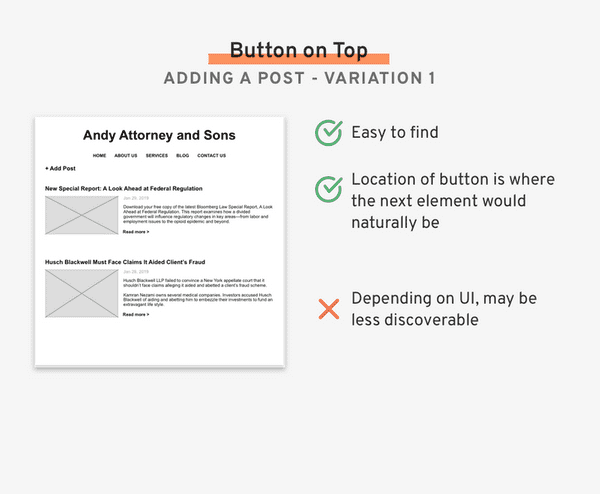 Button on Top
ADDING A POST - VARIATION 1
Andy Attorney and Sons
HOME ABOUT US SERVICES BLOG CONTACT US
+ Add Post
New Special Report: A Look Ahead at Federal Regulation
Jan 29, 2019
Download your free copy of the latest Bloomberg Law Special Report, A Look
Ahead at Federal Regulation. This report examines how a divided
government will influence regulatory changes in key areas—from labor and
employment issues to the opioid epidemic and beyond.
Read more >
Husch Blackwell Must Face Claims It Aided Client's Fraud
Jan 28, 2019
Husch Blackwell LLP failed to convince a New York appellate court that it
shouldn't face claims alleging it aided and abetted a client's fraud scheme.
Kamran Nezami owns several medical companies. Investors accused Husch
Blackwell of aiding and abetting him to embezzle their investments to fund an
extravagant life style.
Read more >
Easy to find
Location of button is where
the next element would
naturally be
Depending on UI, may be
less discoverable